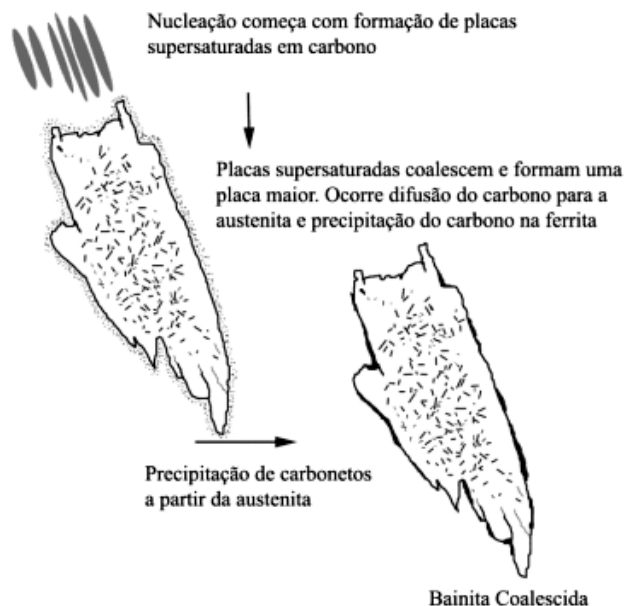 Nucleação começa com formação de placas
supersaturadas em carbono
Placas supersaturadas coalescem e formam uma
placa maior. Ocorre difusão do carbono para a
austenita e precipitação do carbono na ferrita
Precipitação de carbonetos
a partir da austenita
Bainita Coalescida